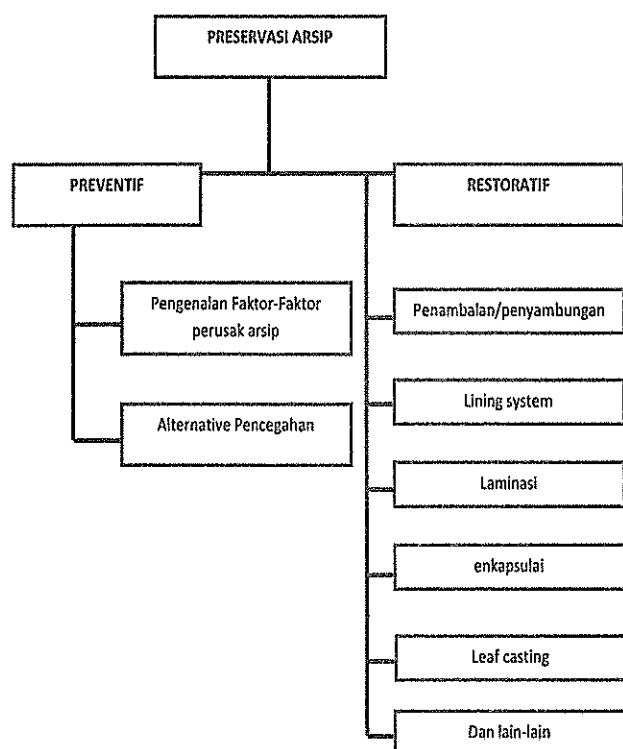 PRESERVASI ARSIP
PREVENTIF
RESTORATIF
Pengenalan Faktor-Faktor
perusak arsip
Alternative Pencegahan
Penambalan/penyambungan
Lining system
Laminasi
enkapsulai
Leaf casting
Dan lain-lain